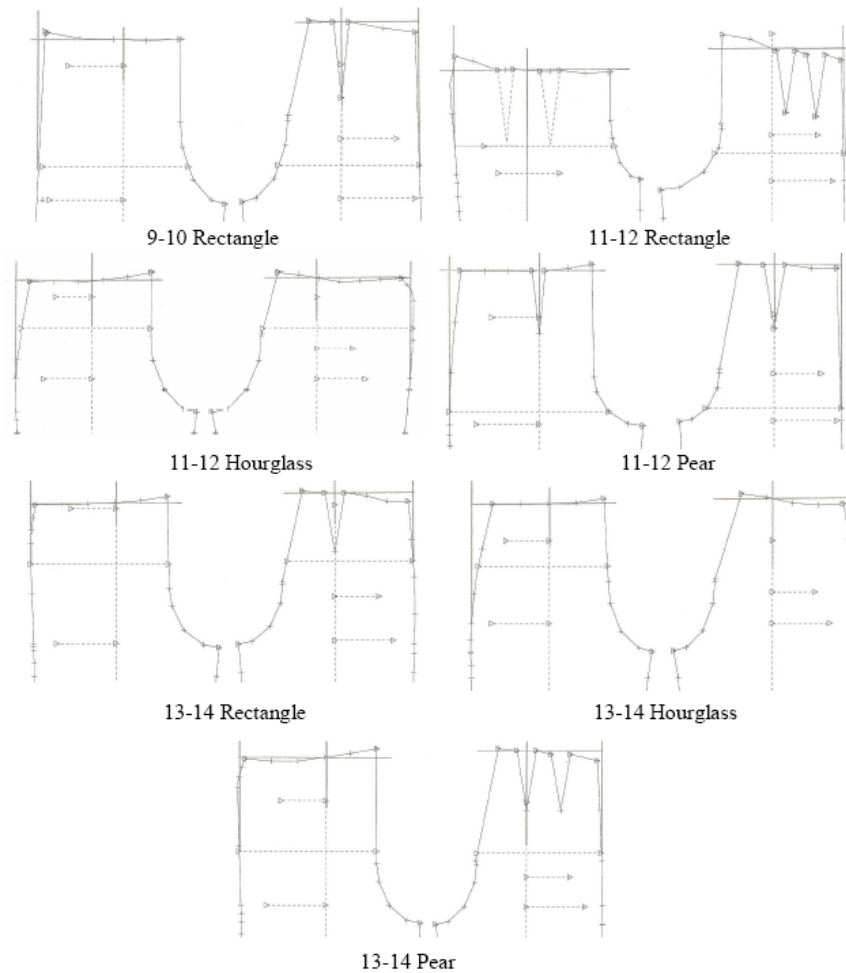 9-10 Rectangle
11-12 Rectangle
11-12 Hourglass
11-12 Pear
13-14 Rectangle
13-14 Hourglass
13-14 Pear